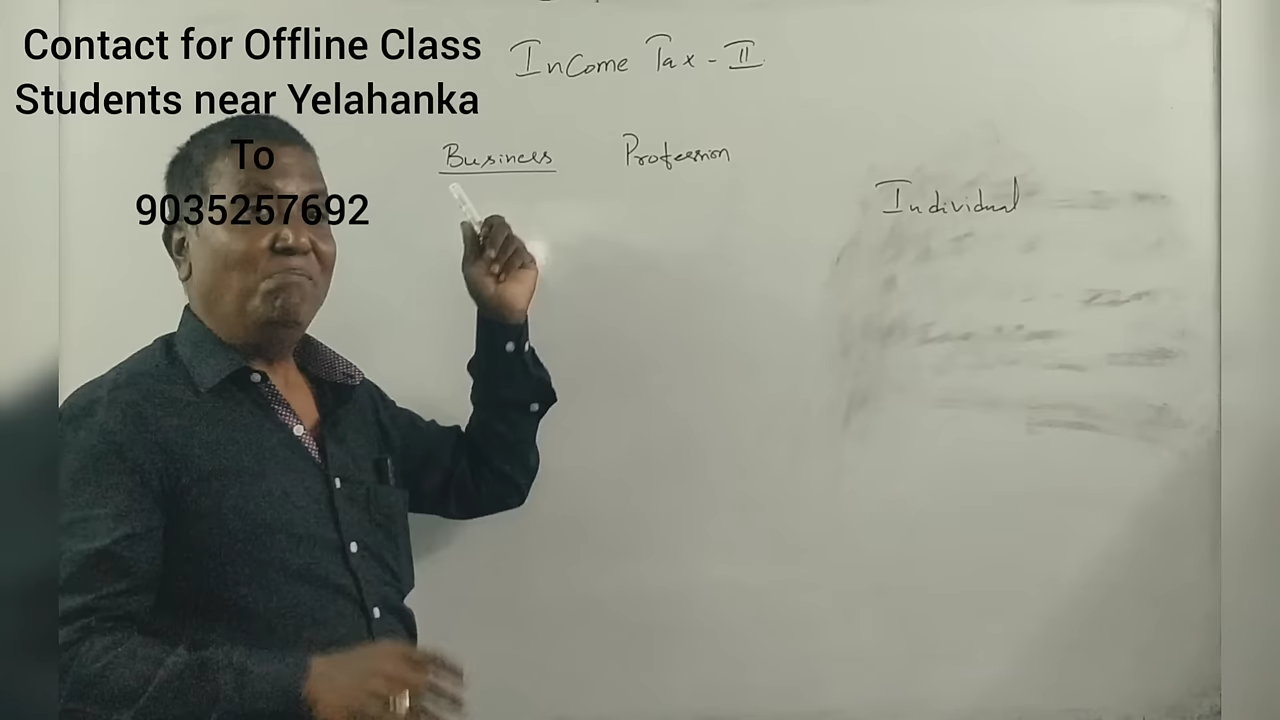 Contact for Offline Class
Students near Yelahanka
To
9035257692
Income Tax - II
Business Profession
Individual